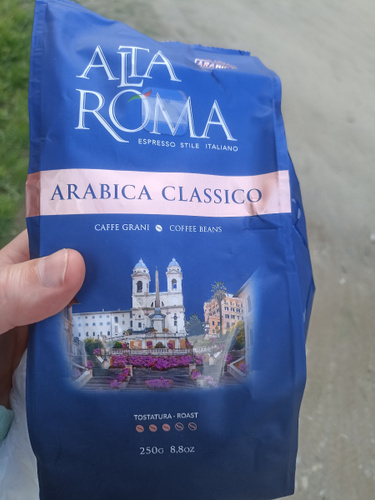 ALTA
ROMA
ESPRESSO STILE ITALIANO
ARABICA CLASSICO
CAFFE GRANI COFFEE BEANS
TOSTATURA - ROAST
250G 8,8OZ